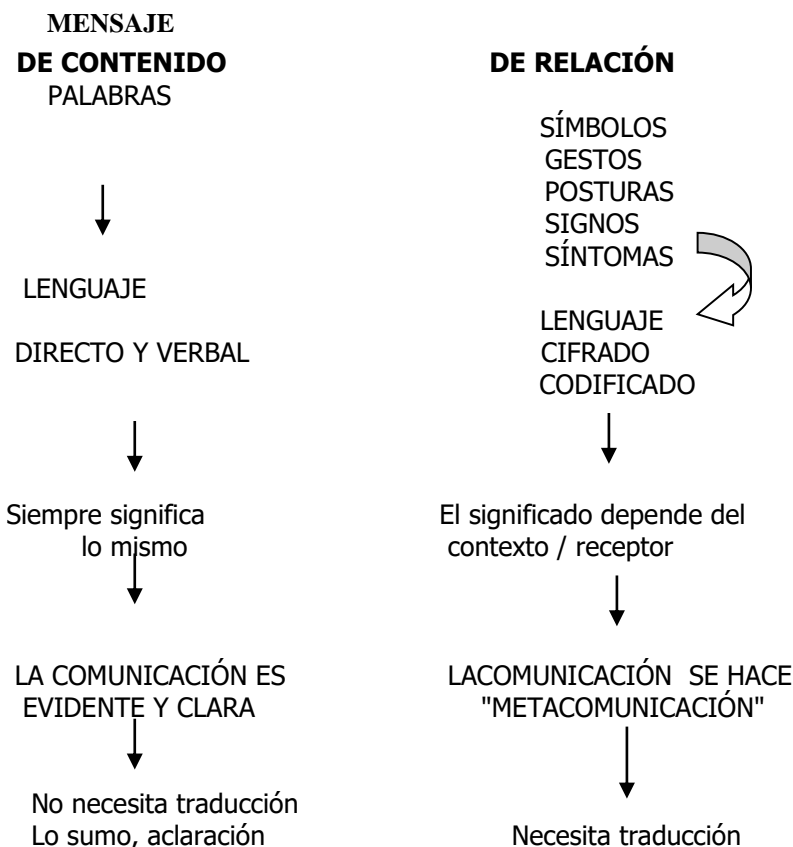 MENSAJE
DE CONTENIDO
PALABRAS
LENGUAJE
DIRECTO Y VERBAL
Siempre significa
lo mismo
LA COMUNICACIÓN ES
EVIDENTE Y CLARA
No necesita traducción
Lo sumo, aclaración
DE RELACIÓN
SÍMBOLOS
GESTOS
POSTURAS
SIGNOS
SÍNTOMAS
LENGUAJE
CIFRADO
CODIFICADO
El significado depende del
contexto / receptor
LACOMUNICACIÓN SE HACE
"METACOMUNICACIÓN"
Necesita traducción